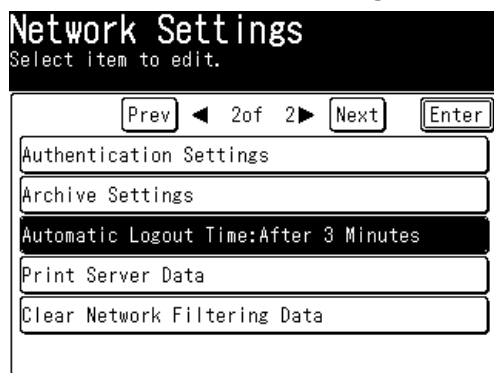 Network Settings
Select item to edit.
Prev ◀ 2of 2▶ Next Enter
Authentication Settings
Archive Settings
Automatic Logout Time:After 3 Minutes
Print Server Data
Clear Network Filtering Data